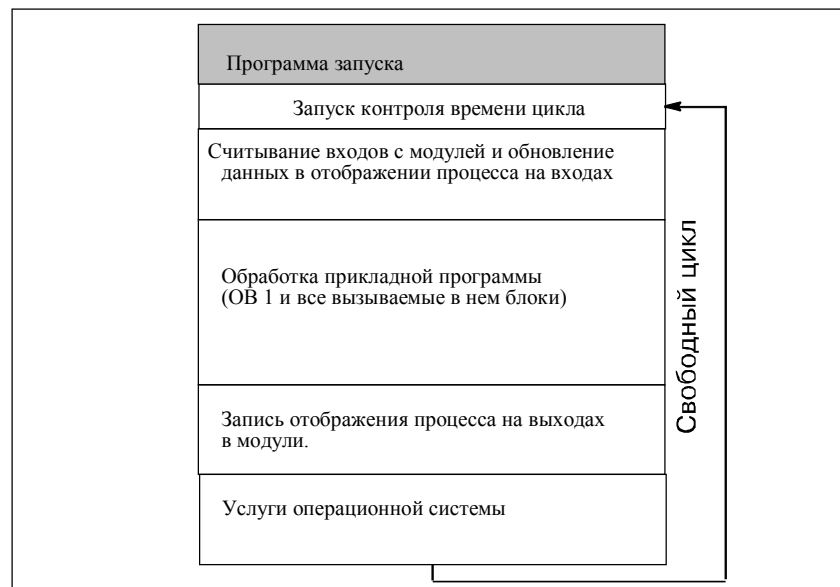 Программа запуска
Запуск контроля времени цикла
Считывание входов с модулей и обновление
данных в отображении процесса на входах
Обработка прикладной программы
(ОВ 1 и все вызываемые в нем блоки)
Запись отображения процесса на выходах
в модули.
Услуги операционной системы
Свободный цикл